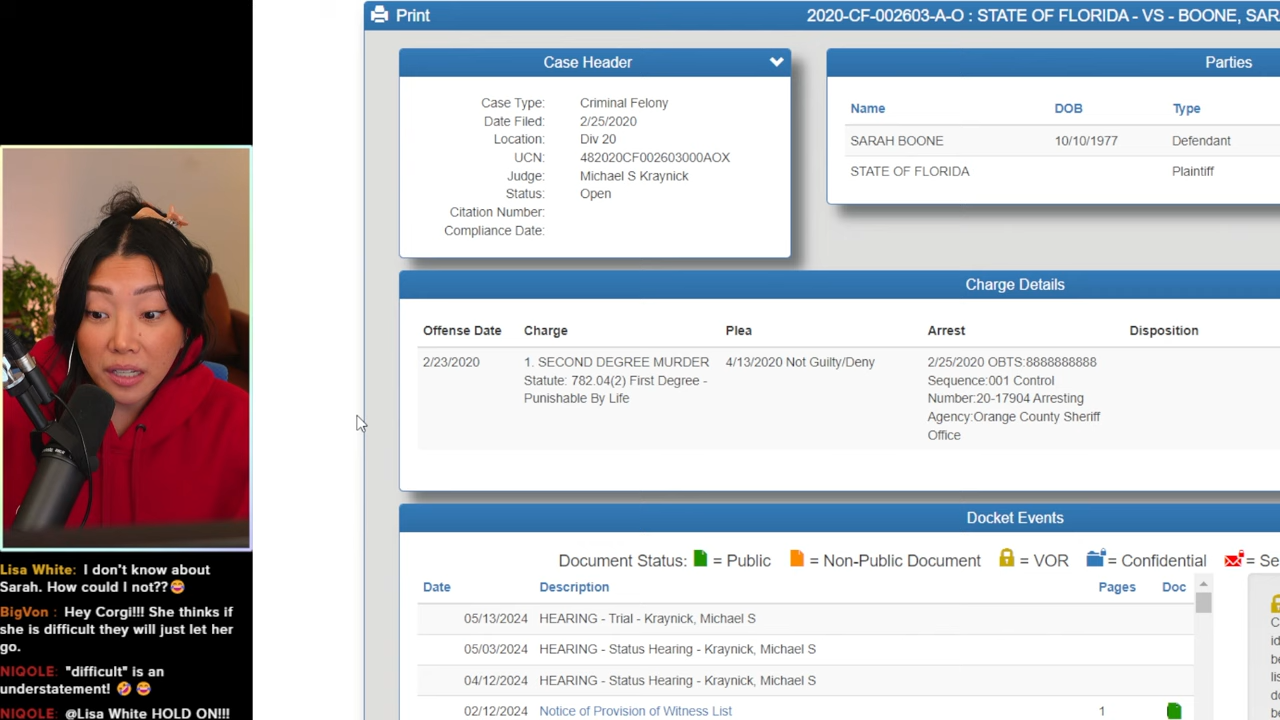 Print
2020-CF-002603-A-O : STATE OF FLORIDA - VS - BOONE, SAR
Case Header
Case Type: Criminal Felony
Date Filed: 2/25/2020
Location: Div 20
UCN: 482020CF002603000AOX
Judge: Michael S Kraynick
Status: Open
Citation Number:
Compliance Date:
Parties
Name DOB Type
SARAH BOONE 10/10/1977 Defendant
STATE OF FLORIDA Plaintiff
Charge Details
Offense Date Charge Plea Arrest Disposition
2/23/2020 1. SECOND DEGREE MURDER 4/13/2020 Not Guilty/Deny 2/25/2020 OBTS:8888888888
Statute: 782.04(2) First Degree - Sequence:001 Control
Punishable By Life Number:20-17904 Arresting
Agency:Orange County Sheriff
Office
Docket Events
Document Status: = Public = Non-Public Document = VOR = Confidential = Se
Date Description Pages Doc
05/13/2024 HEARING - Trial - Kraynick, Michael S
05/03/2024 HEARING - Status Hearing - Kraynick, Michael S
04/12/2024 HEARING - Status Hearing - Kraynick, Michael S
02/12/2024 Notice of Provision of Witness List 1
Lisa White: I don't know about
Sarah. How could I not??😂
BigVon : Hey Corgi!!! She thinks if
she is difficult they will just let her
go.
NIQOLE: "difficult" is an
understatement! 🤣 😂
NIQOLE: @Lisa White HOLD ON!!!